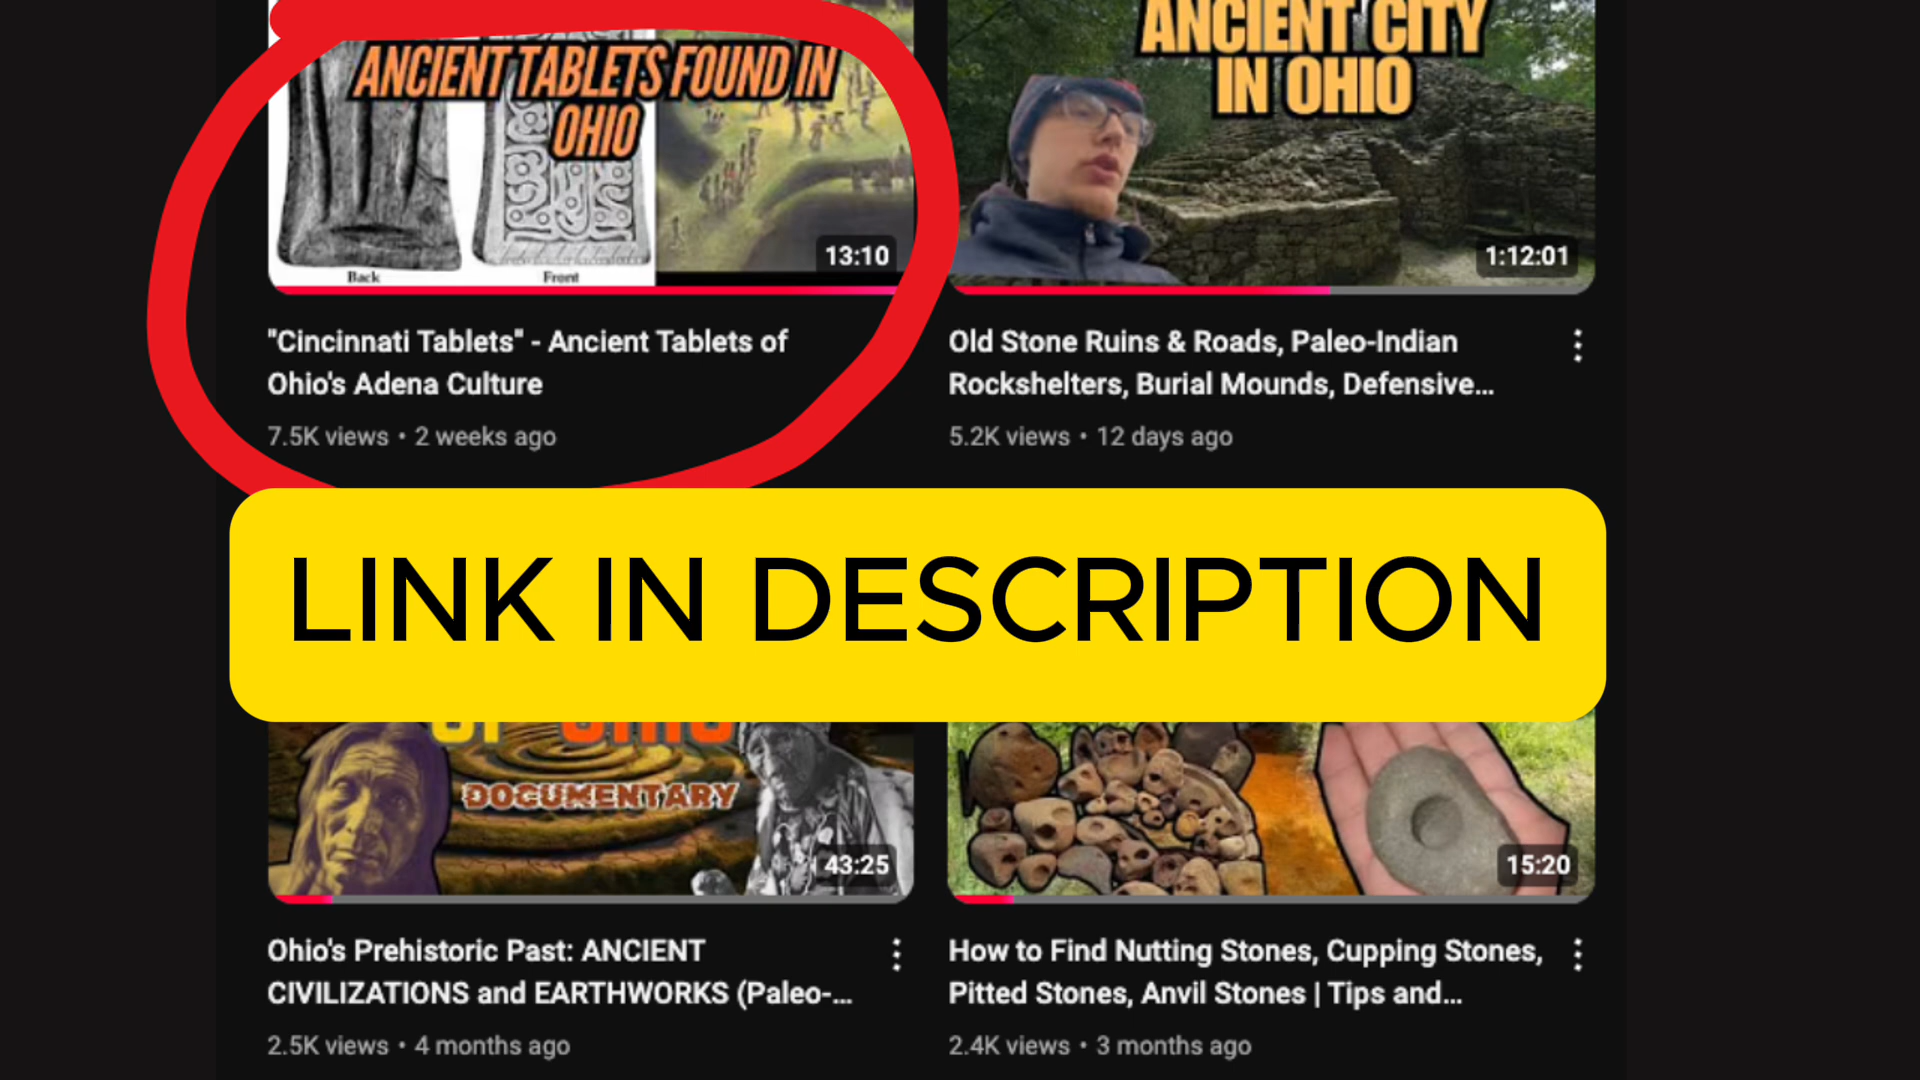 ANCIENT TABLETS FOUND IN
OHIO
Back
Front
13:10
"Cincinnati Tablets" - Ancient Tablets of
Ohio's Adena Culture
7.5K views • 2 weeks ago
ANCIENT CITY
IN OHIO
1:12:01
Old Stone Ruins & Roads, Paleo-Indian
Rockshelters, Burial Mounds, Defensive...
5.2K views • 12 days ago
LINK IN DESCRIPTION
OF OHIO
DOCUMENTARY
43:25
Ohio's Prehistoric Past: ANCIENT
CIVILIZATIONS and EARTHWORKS (Paleo-...
2.5K views • 4 months ago
15:20
How to Find Nutting Stones, Cupping Stones,
Pitted Stones, Anvil Stones | Tips and...
2.4K views • 3 months ago